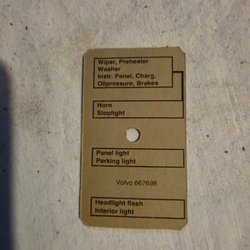 Wiper, Preheater
Washer
Instr. Panel, Charg.
Oilpressure, Brakes
Horn
Stoplight
Panel light
Parking light
Volvo 667698
Headlight flash
Interior light